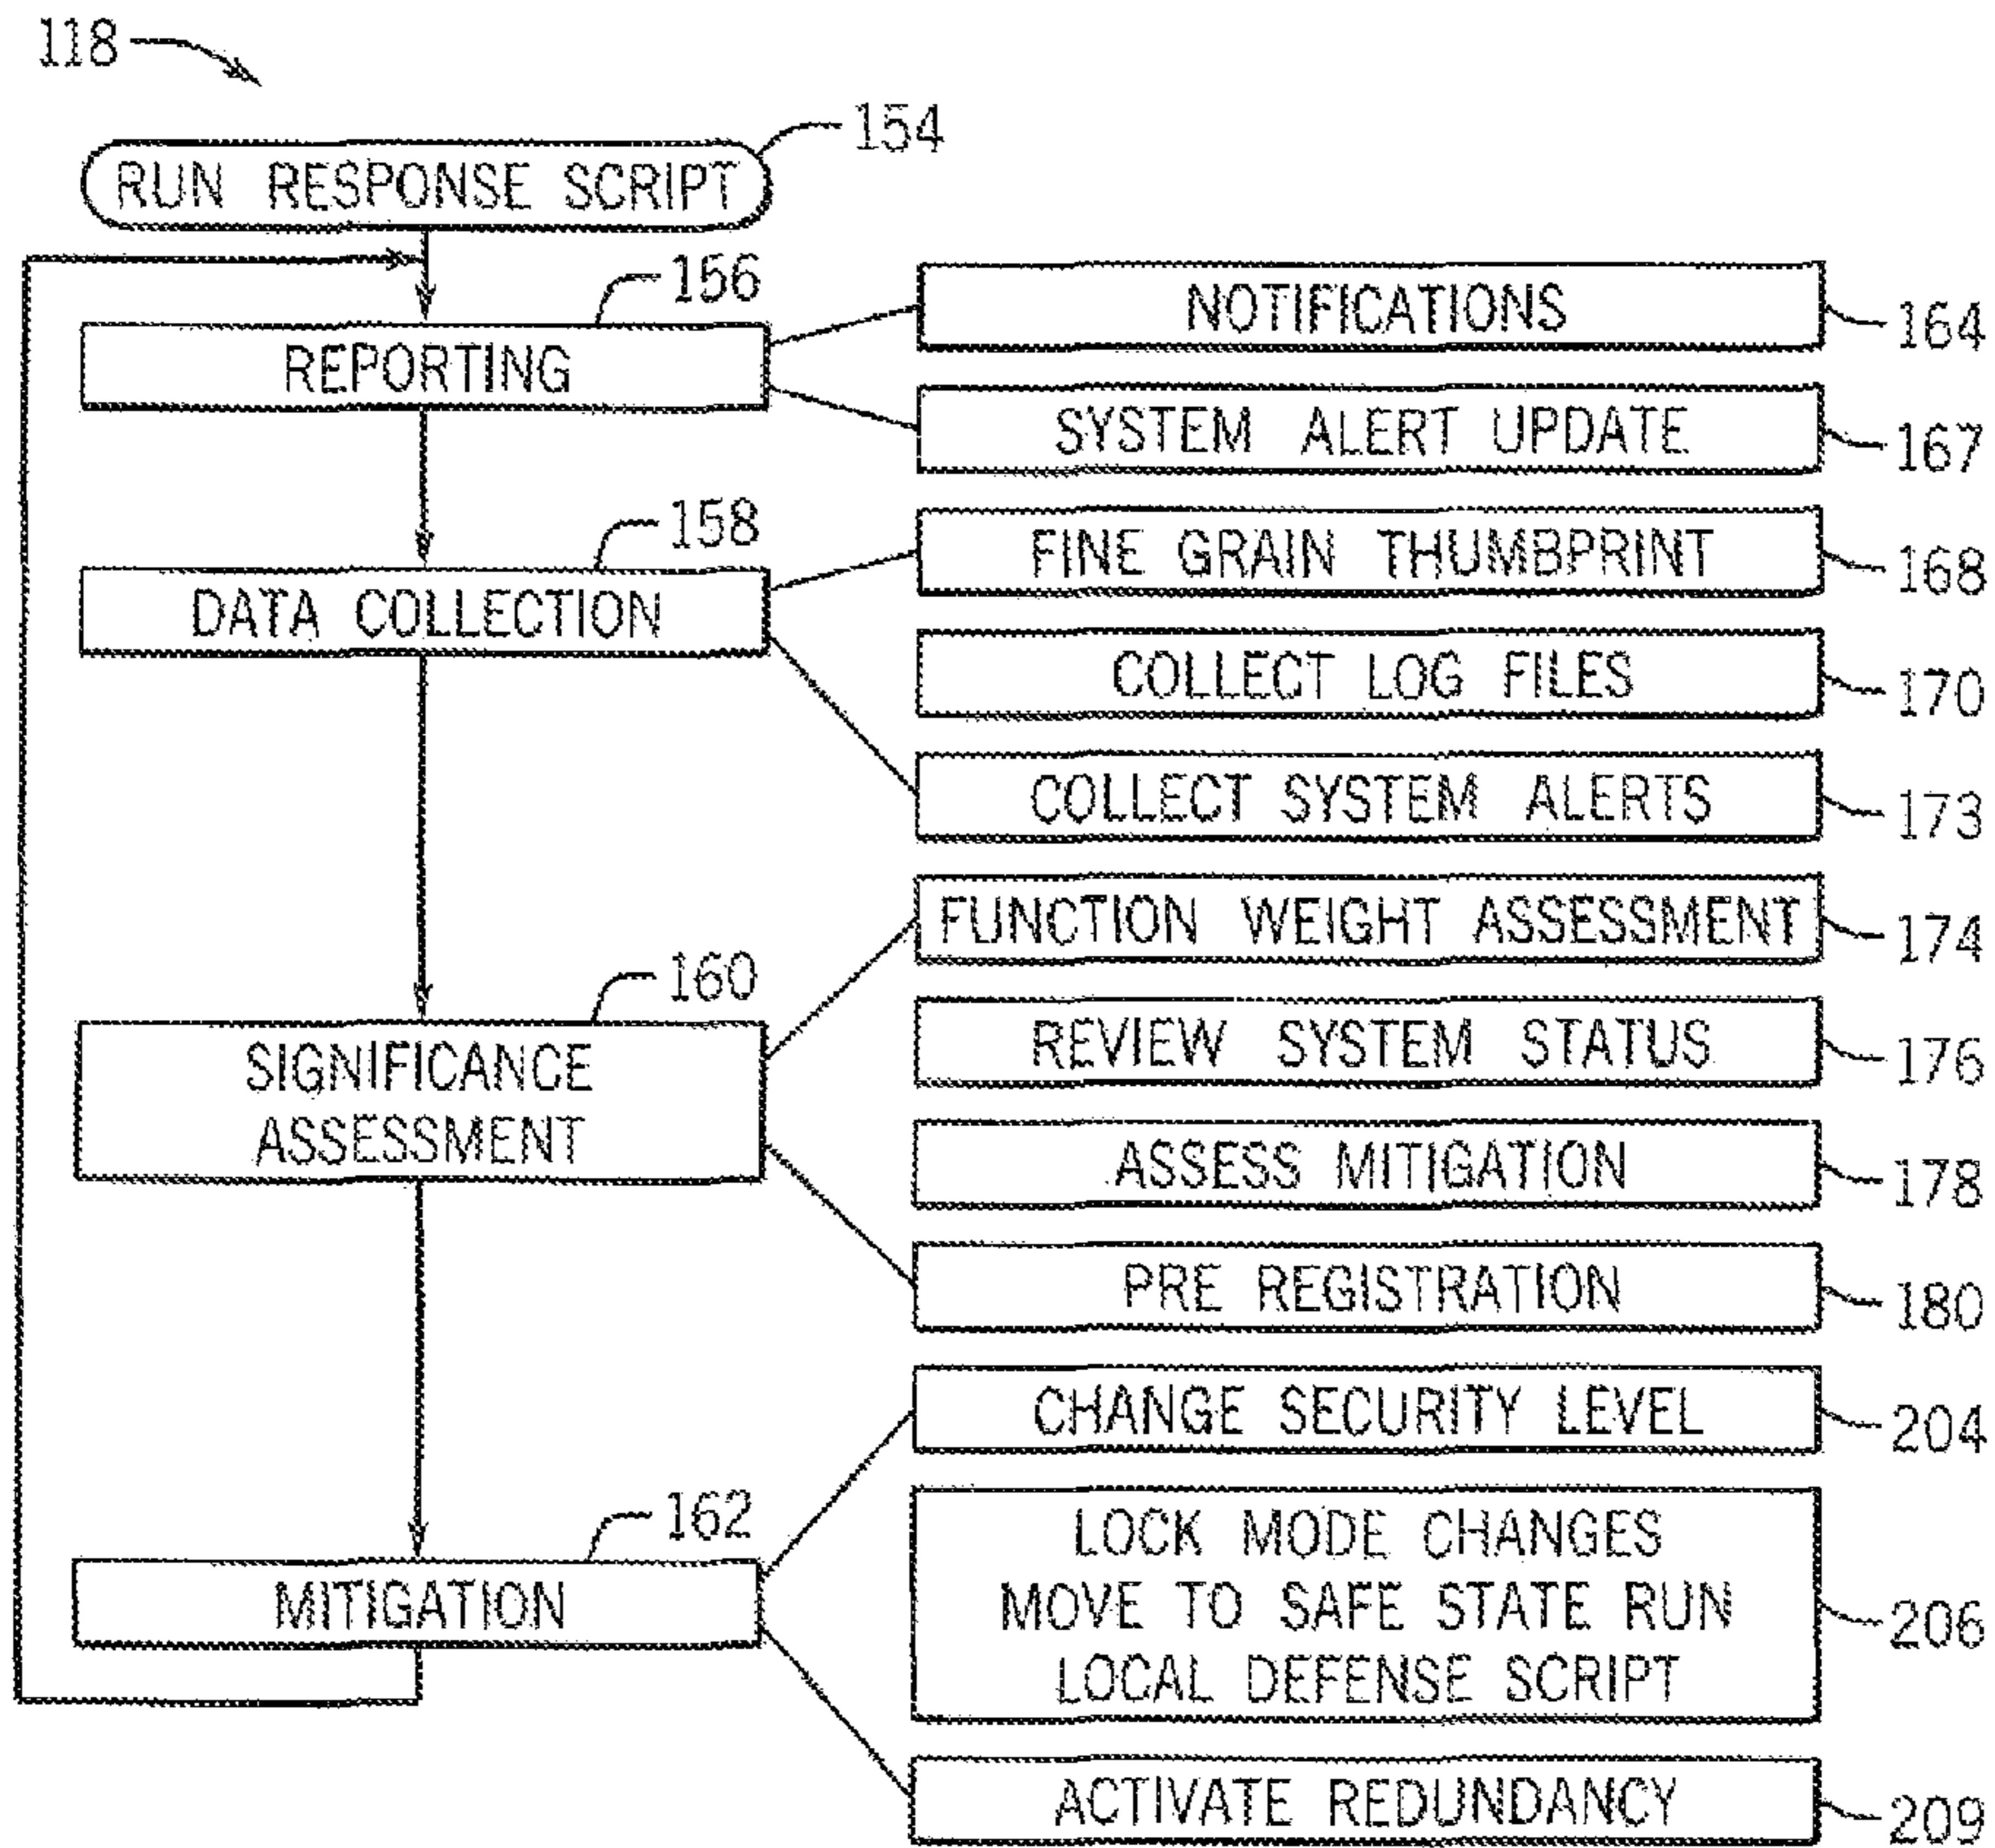 118
RUN RESPONSE SCRIPT
154
REPORTING
156
NOTIFICATIONS
164
SYSTEM ALERT UPDATE
167
DATA COLLECTION
158
FINE GRAIN THUMBPRINT
168
COLLECT LOG FILES
170
COLLECT SYSTEM ALERTS
173
SIGNIFICANCE
ASSESSMENT
160
FUNCTION WEIGHT ASSESSMENT
174
REVIEW SYSTEM STATUS
176
ASSESS MITIGATION
178
PRE REGISTRATION
180
MITIGATION
162
CHANGE SECURITY LEVEL
204
LOCK MODE CHANGES
MOVE TO SAFE STATE RUN
LOCAL DEFENSE SCRIPT
206
ACTIVATE REDUNDANCY
209